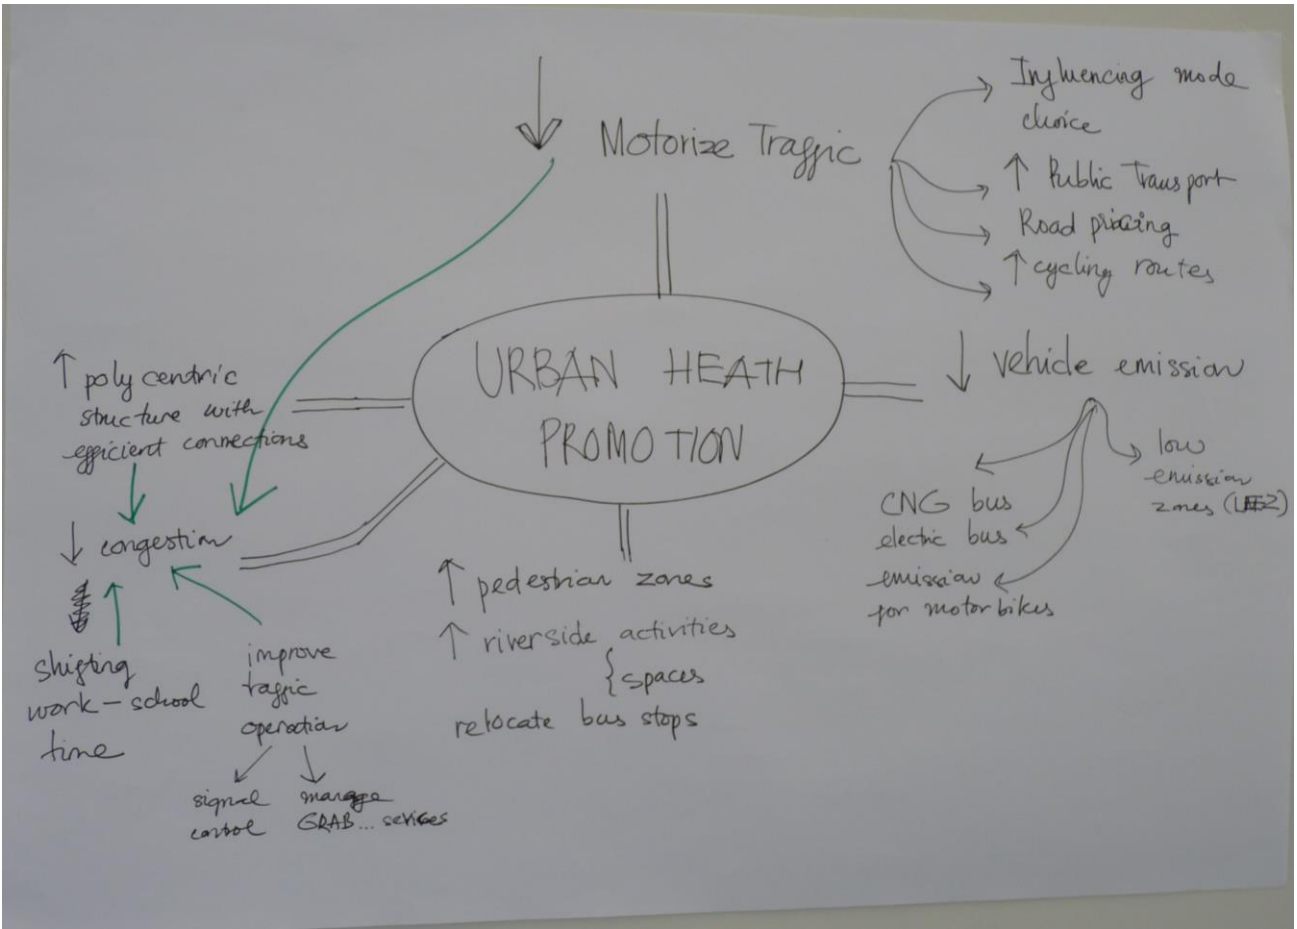 ↓ Motorize Traffic
Influencing mode
choice
↑ Public Transport
Road pricing
↑ cycling routes
URBAN HEATH
PROMOTION
↓ vehicle emission
low
emission
zones (LEZ)
CNG bus
electric bus
emission
for motorbikes
↑ poly centric
structure with
efficient connections
↓ congestion
shifting
work-school
time
improve
traffic
operation
signal
control
manage
GRAB... services
↑ pedestrian zones
↑ riverside activities
{ spaces
relocate bus stops